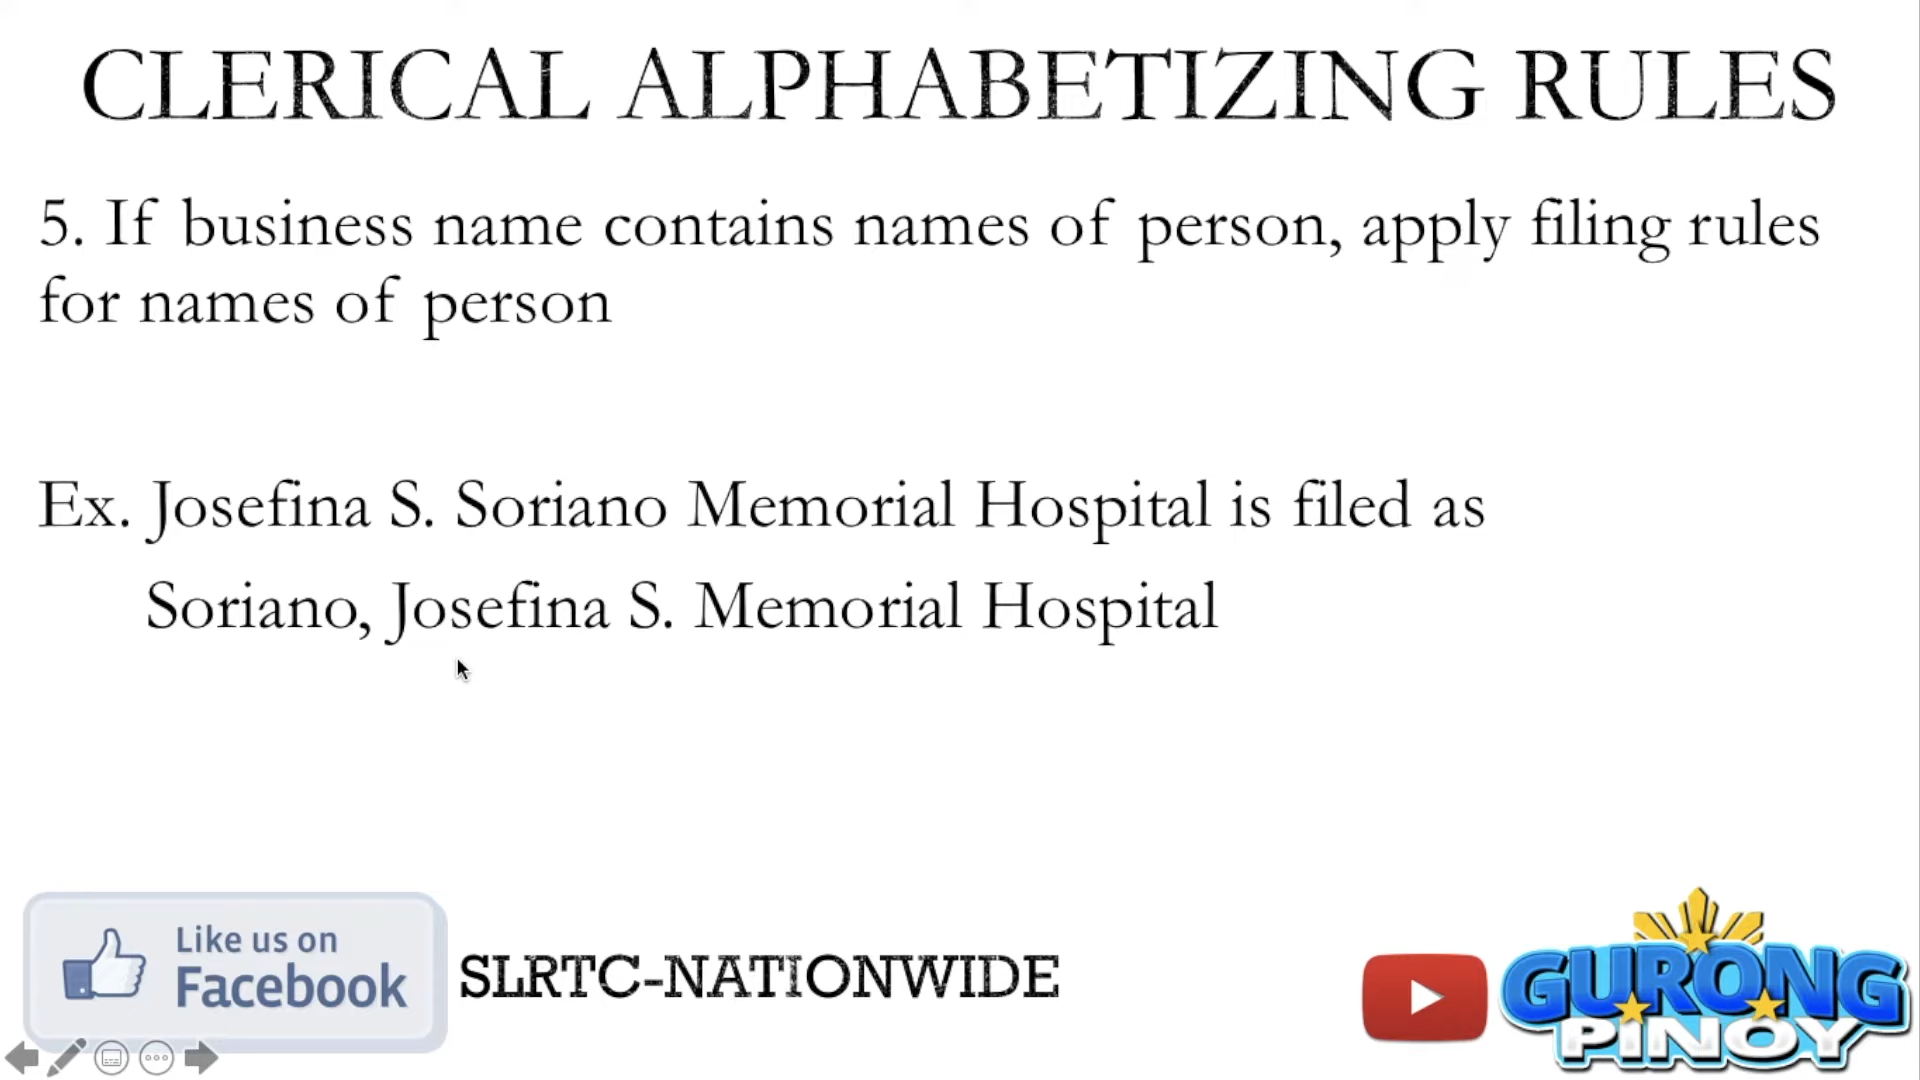 CLERICAL ALPHABETIZING RULES
5. If business name contains names of person, apply filing rules
for names of person
Ex. Josefina S. Soriano Memorial Hospital is filed as
Soriano, Josefina S. Memorial Hospital
Like us on
Facebook
SLRTC-NATIONWIDE
GURONG
PINOY